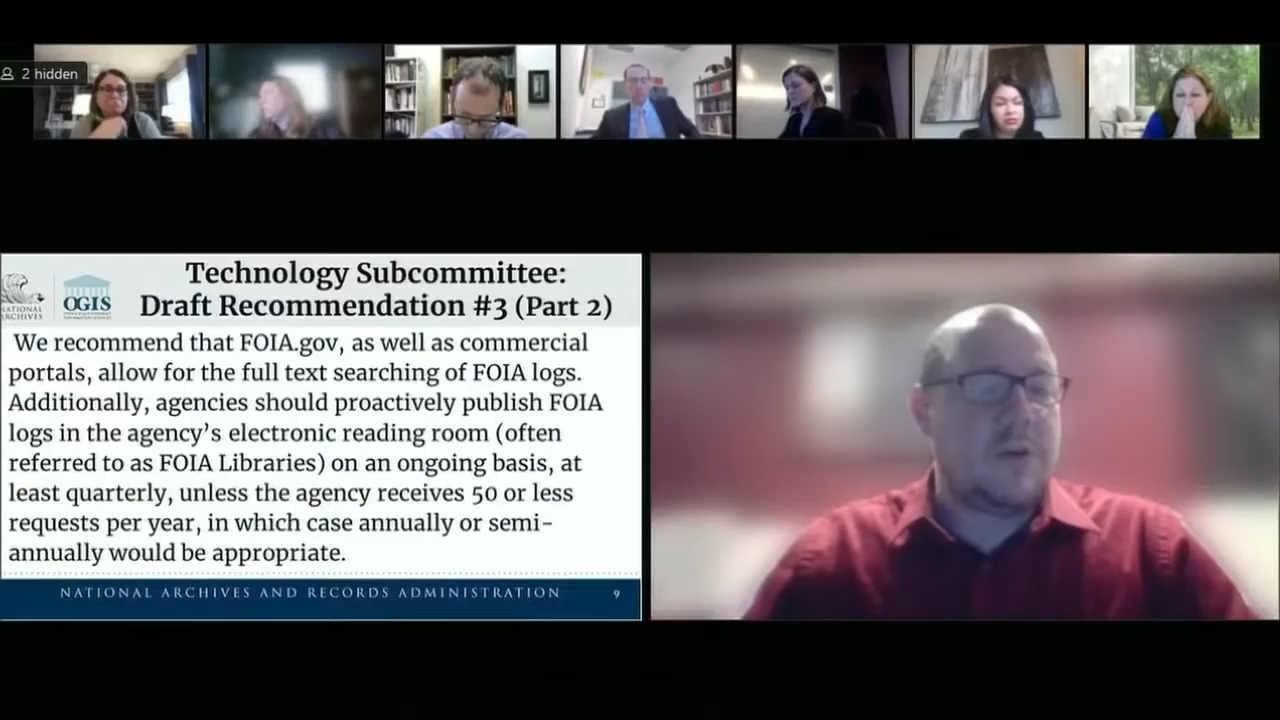 2 hidden
Technology Subcommittee:
Draft Recommendation #3 (Part 2)
NATIONAL
ARCHIVES
OGIS
We recommend that FOIA.gov, as well as commercial
portals, allow for the full text searching of FOIA logs.
Additionally, agencies should proactively publish FOIA
logs in the agency's electronic reading room (often
referred to as FOIA Libraries) on an ongoing basis, at
least quarterly, unless the agency receives 50 or less
requests per year, in which case annually or semi-
annually would be appropriate.
NATIONAL ARCHIVES AND RECORDS ADMINISTRATION
9